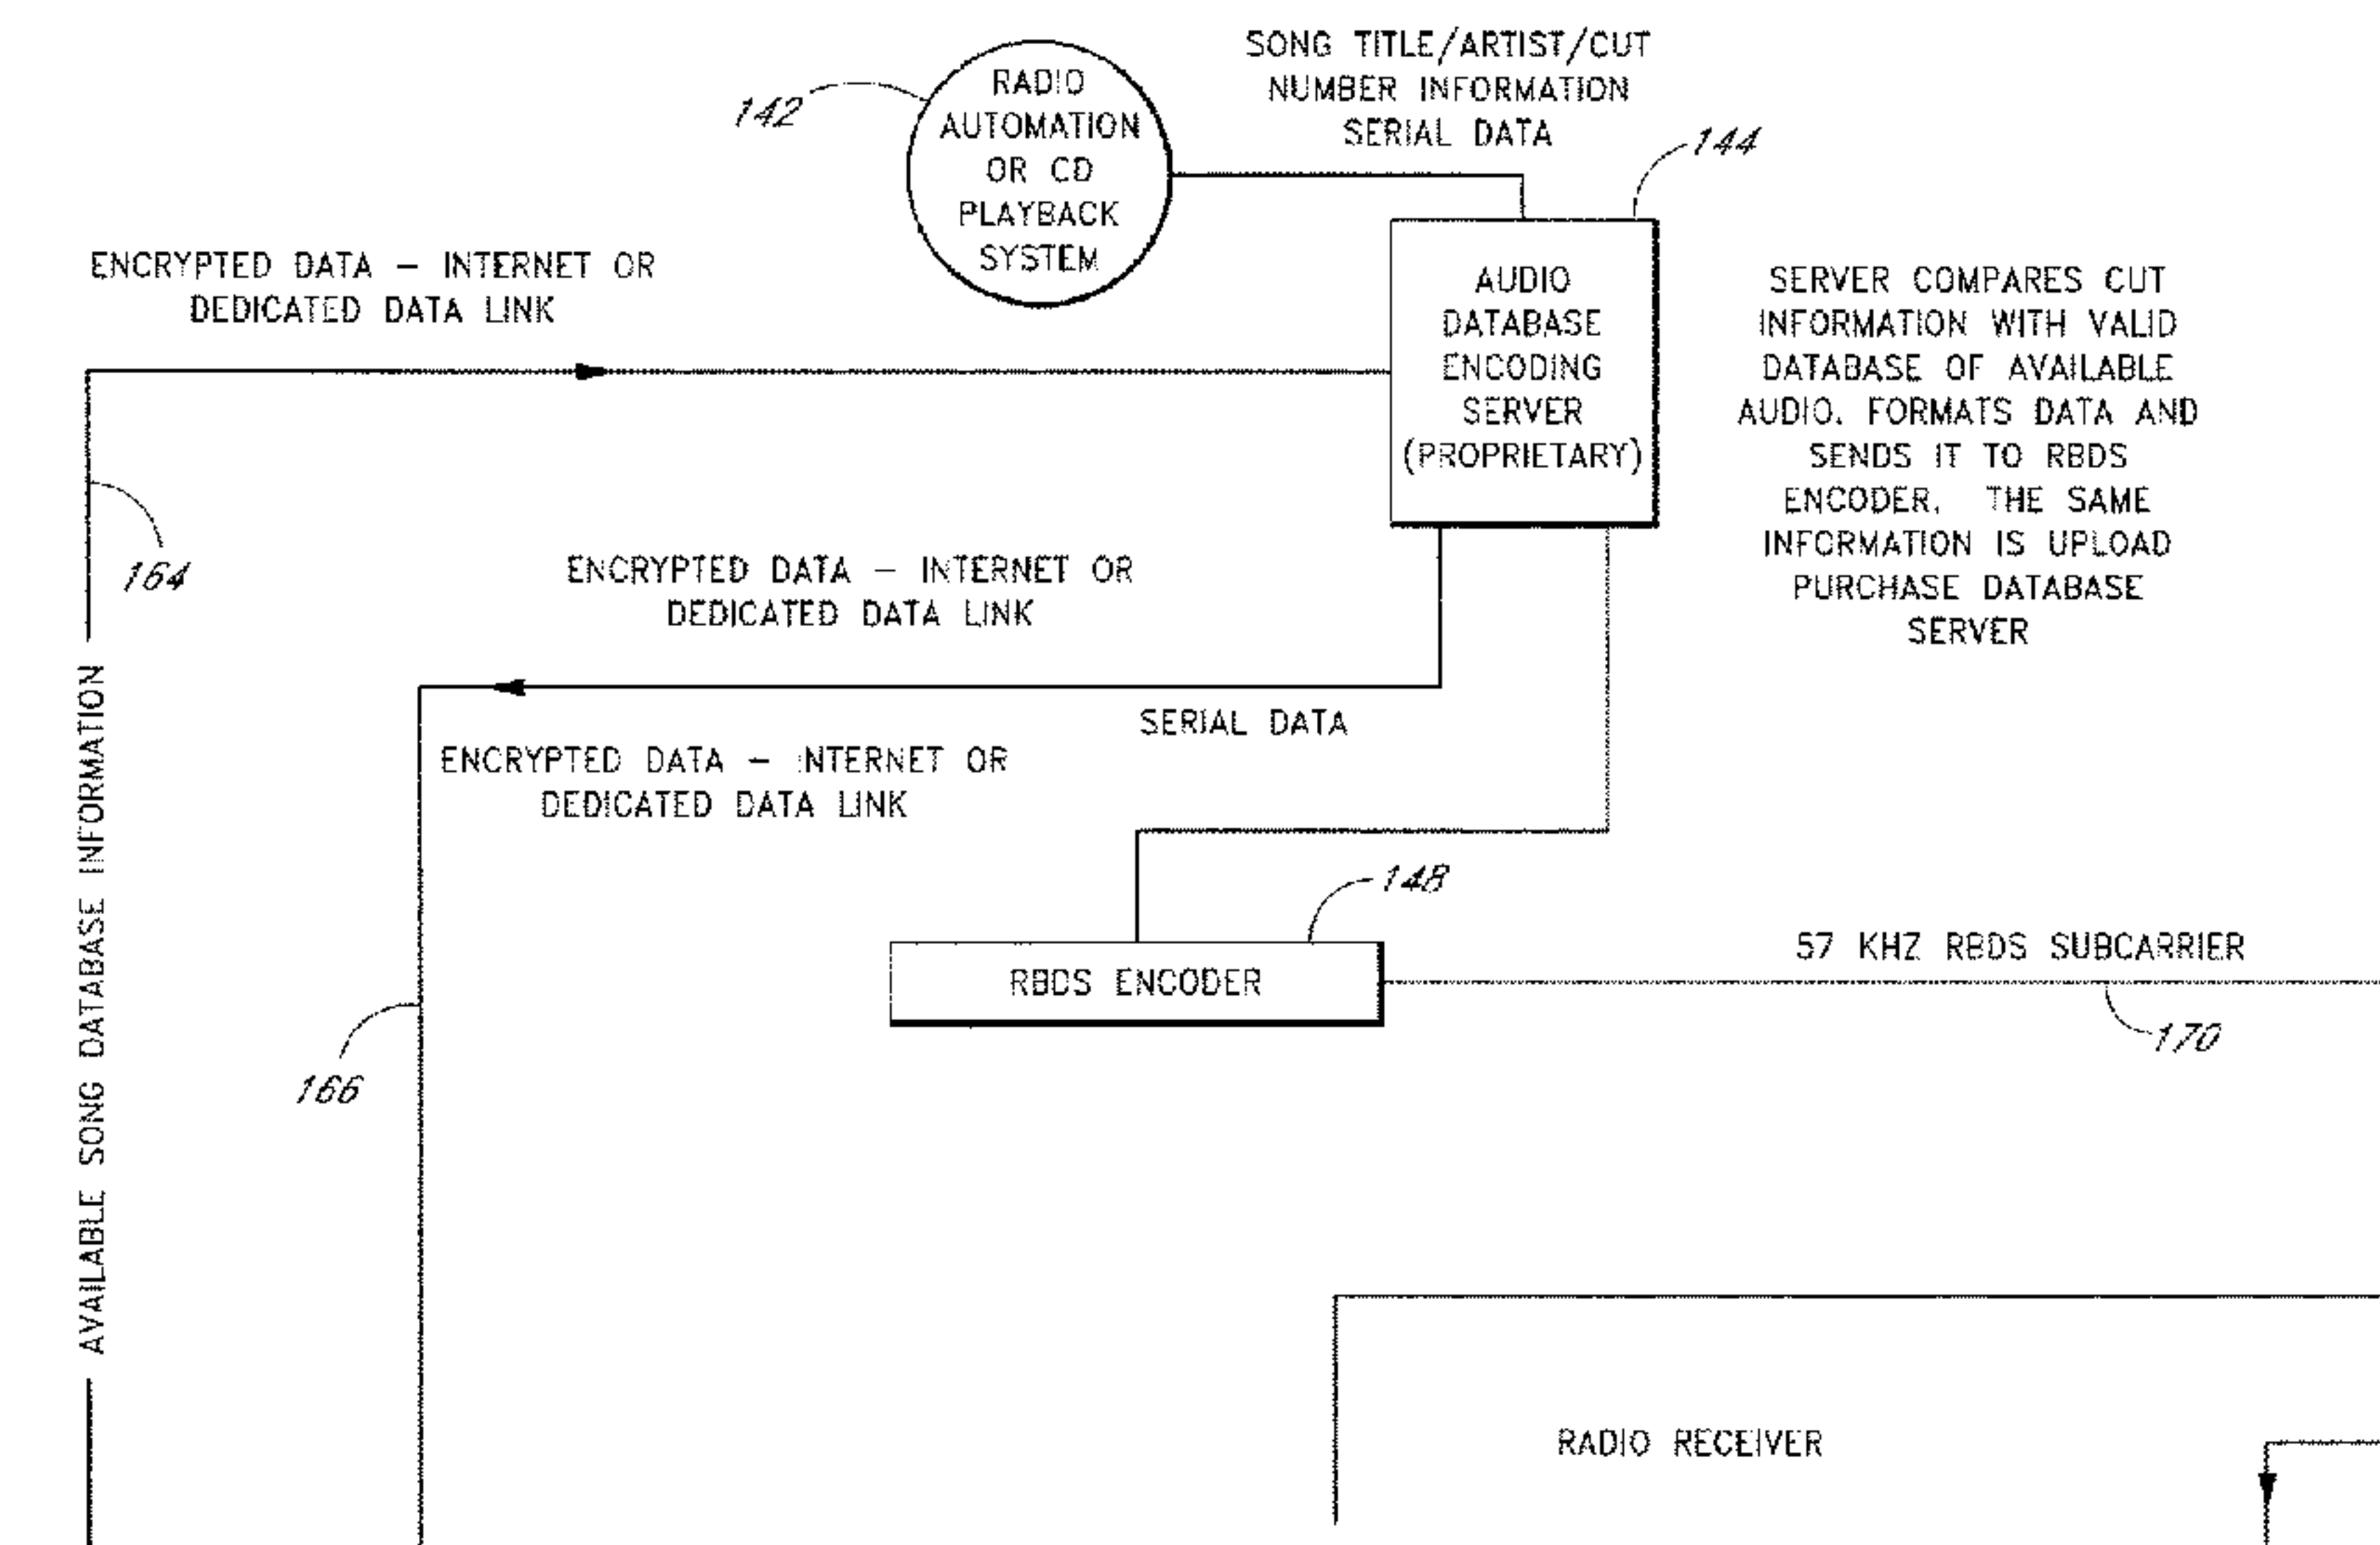 SONG TITLE/ARTIST/CUT
NUMBER INFORMATION
SERIAL DATA
142
RADIO
AUTOMATION
OR CD
PLAYBACK
SYSTEM
144
ENCRYPTED DATA – INTERNET OR
DEDICATED DATA LINK
AUDIO
DATABASE
ENCODING
SERVER
(PROPRIETARY)
SERVER COMPARES CUT
INFORMATION WITH VALID
DATABASE OF AVAILABLE
AUDIO. FORMATS DATA AND
SENDS IT TO RBDS
ENCODER. THE SAME
INFORMATION IS UPLOAD
PURCHASE DATABASE
SERVER
164
ENCRYPTED DATA – INTERNET OR
DEDICATED DATA LINK
SERIAL DATA
ENCRYPTED DATA – INTERNET OR
DEDICATED DATA LINK
AVAILABLE SONG DATABASE INFORMATION
148
RBDS ENCODER
57 KHZ RBDS SUBCARRIER
170
166
RADIO RECEIVER